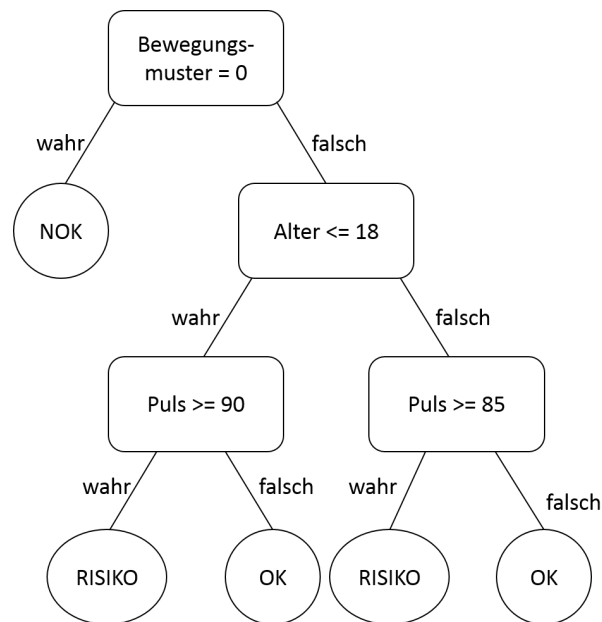 Bewegungs-
muster = 0
wahr
falsch
NOK
Alter <= 18
wahr
falsch
Puls >= 90
Puls >= 85
wahr
falsch
wahr
falsch
RISIKO
OK
RISIKO
OK